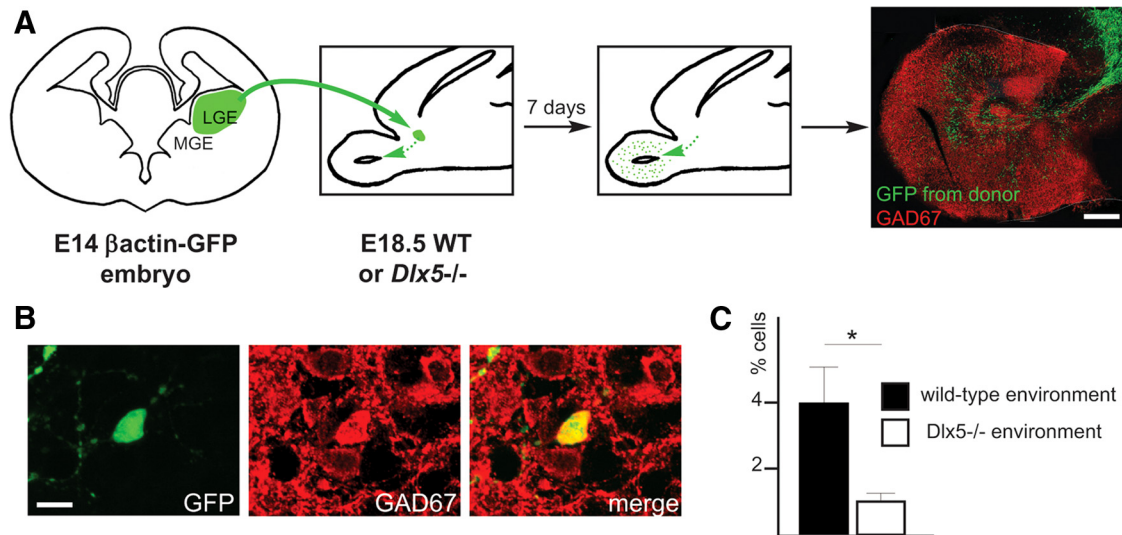 A
LGE
MGE
E14 βactin-GFP
embryo
E18.5 WT
or Dlx5-/-
7 days
GFP from donor
GAD67
B
GFP
GAD67
merge
C
% cells
4
2
*
wild-type environment
Dlx5-/- environment